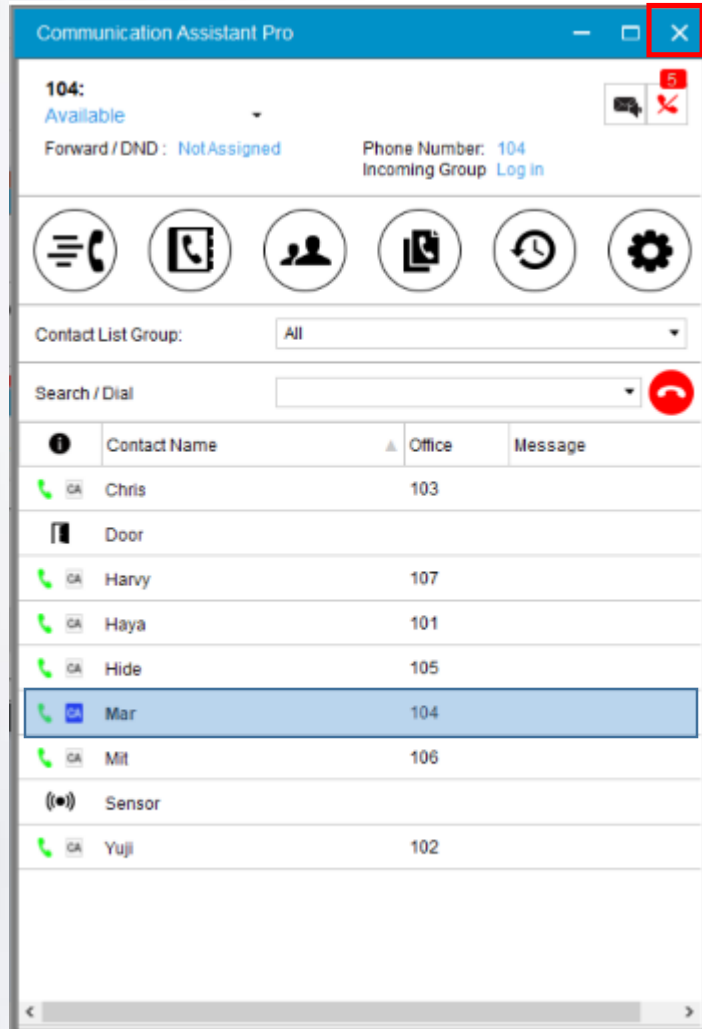 Communication Assistant Pro
104:
5
Available
Forward / DND : Not Assigned
Phone Number: 104
Incoming Group Log in
Contact List Group: All
Search / Dial
Contact Name Office Message
CA Chris 103
Door
CA Harvy 107
CA Haya 101
CA Hide 105
CA Mar 104
CA Mit 106
Sensor
CA Yuji 102